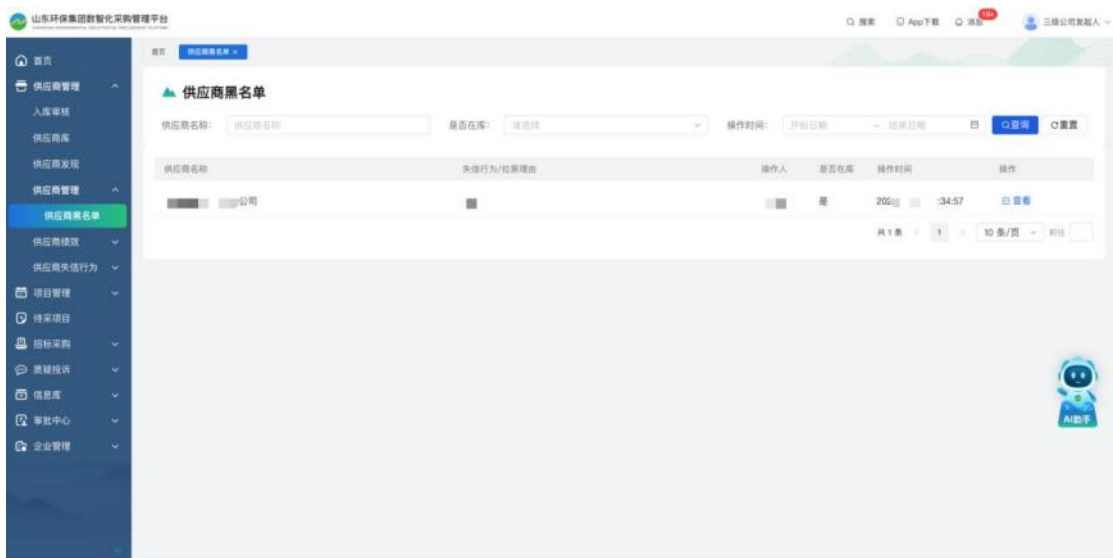 山东环保集团数智化采购管理平台
搜索 App下载 消息 10+ 三级公司发起人
首页 供应商黑名单 ×
首页
供应商管理
入库审核
供应商库
供应商发现
供应商管理
供应商黑名单
供应商绩效
供应商失信行为
项目管理
待采项目
招标采购
质疑投诉
信息库
审批中心
企业管理
供应商黑名单
供应商名称: 供应商名称 是否在库: 请选择 操作时间: 开始日期 ~ 结束日期 查询 重置
供应商名称 失信行为/拉黑理由 操作人 是否在库 操作时间 操作
公司 是 202 :34:57 查看
共 1 条 1 10 条/页 前往
AI助手